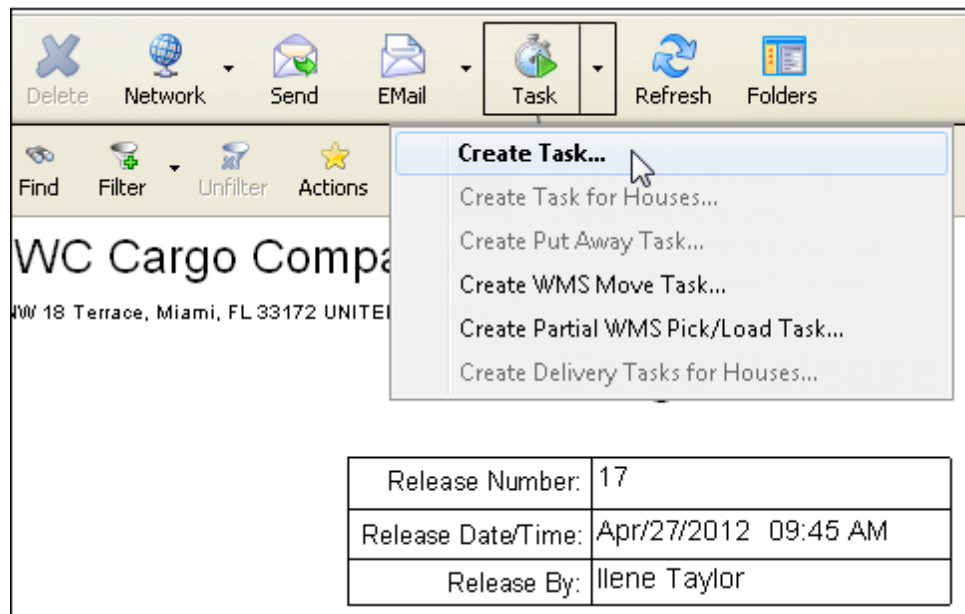 Delete Network Send EMail Task Refresh Folders
Find Filter Unfilter Actions
Create Task...
Create Task for Houses...
Create Put Away Task...
Create WMS Move Task...
Create Partial WMS Pick/Load Task...
Create Delivery Tasks for Houses...
WC Cargo Compa
NW 18 Terrace, Miami, FL 33172 UNITE
Release Number: 17
Release Date/Time: Apr/27/2012 09:45 AM
Release By: Ilene Taylor